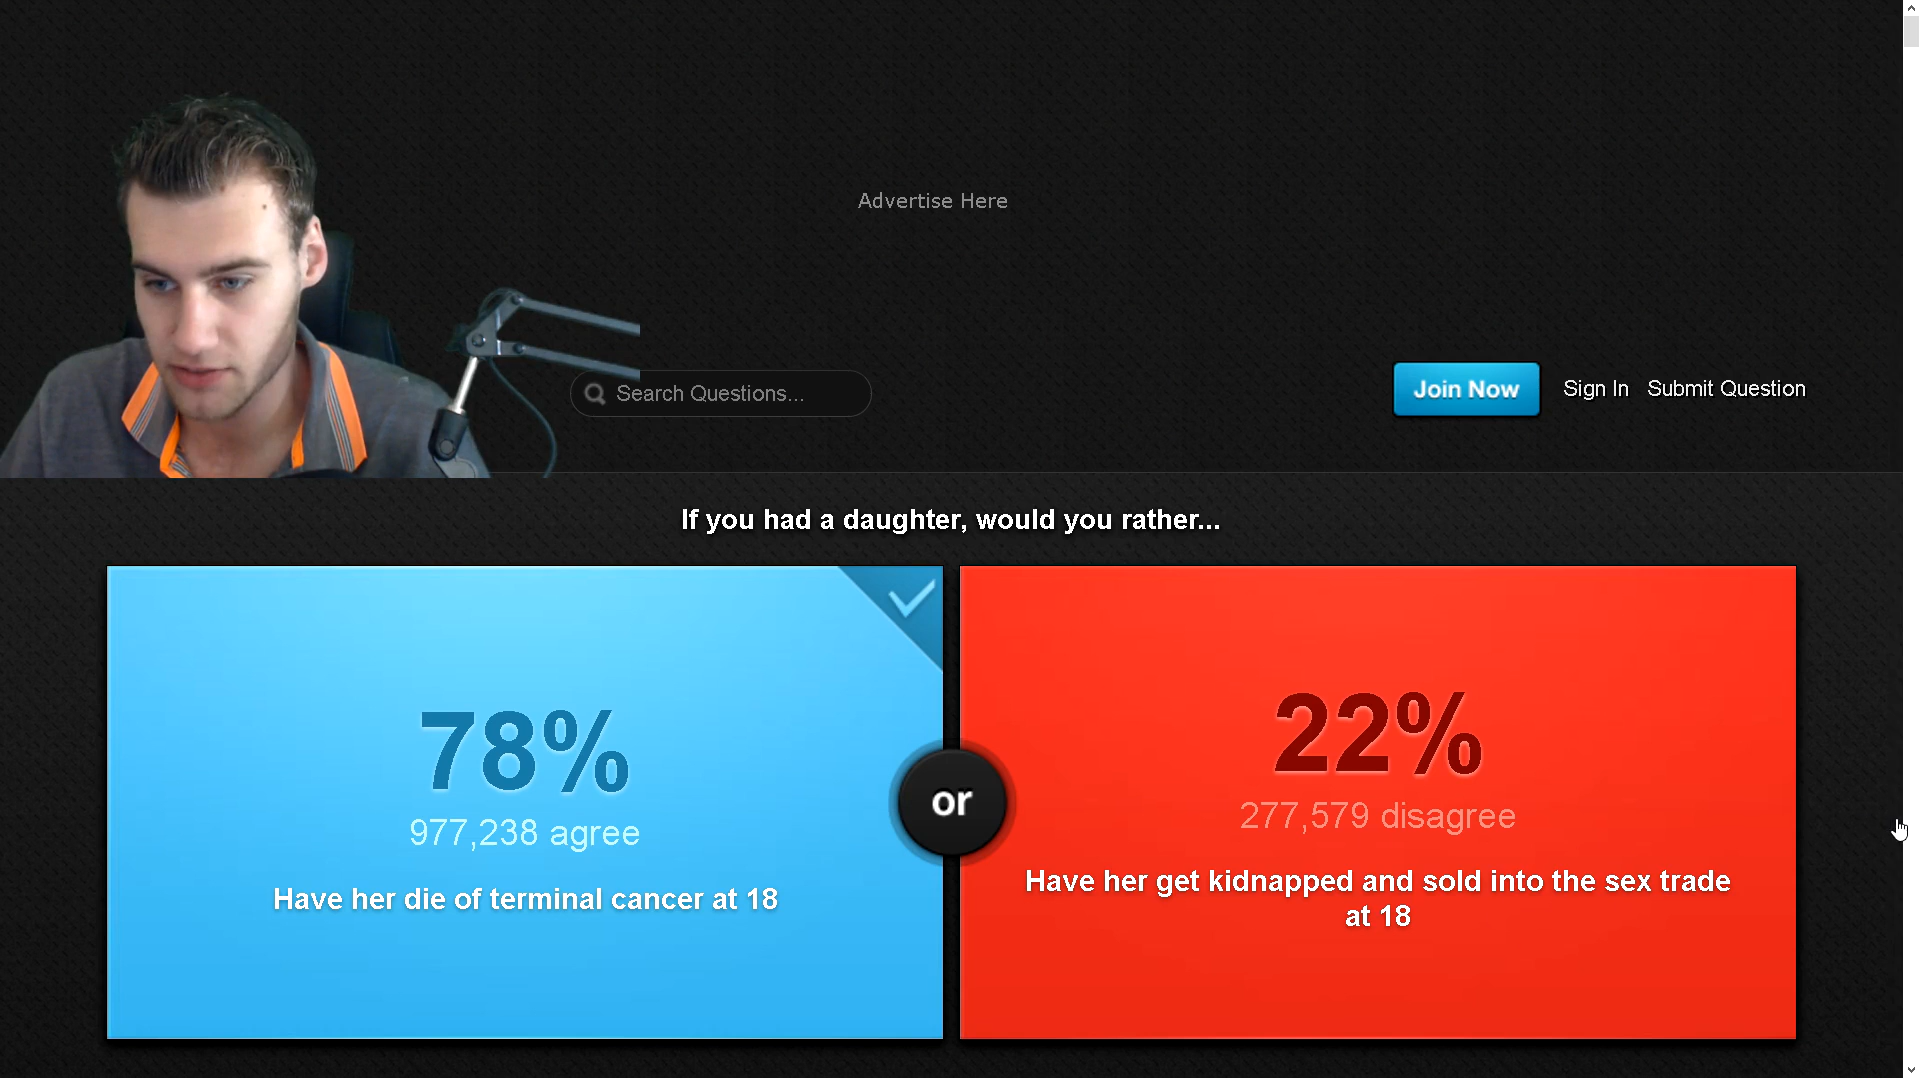 Advertise Here
Search Questions...
Join Now
Sign In
Submit Question
If you had a daughter, would you rather...
78%
977,238 agree
Have her die of terminal cancer at 18
or
22%
277,579 disagree
Have her get kidnapped and sold into the sex trade
at 18